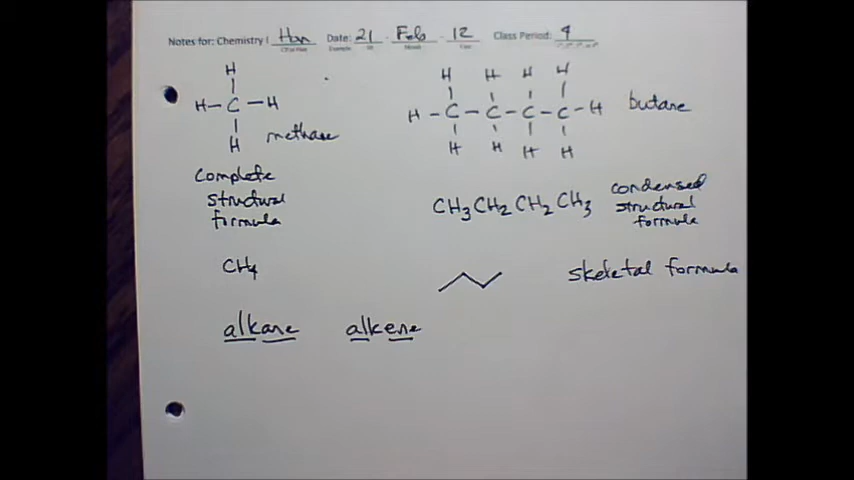 Notes for: Chemistry I Han Date: 21 - Feb - 12 Class Period: 4
H
H H H H
H-C-H
H-C-C-C-C-H butane
H
methane
H H H H
complete
structural
formula
CH3CH2CH2CH3
condensed
structural
formula
CH4
skeletal formula
alkane alkene